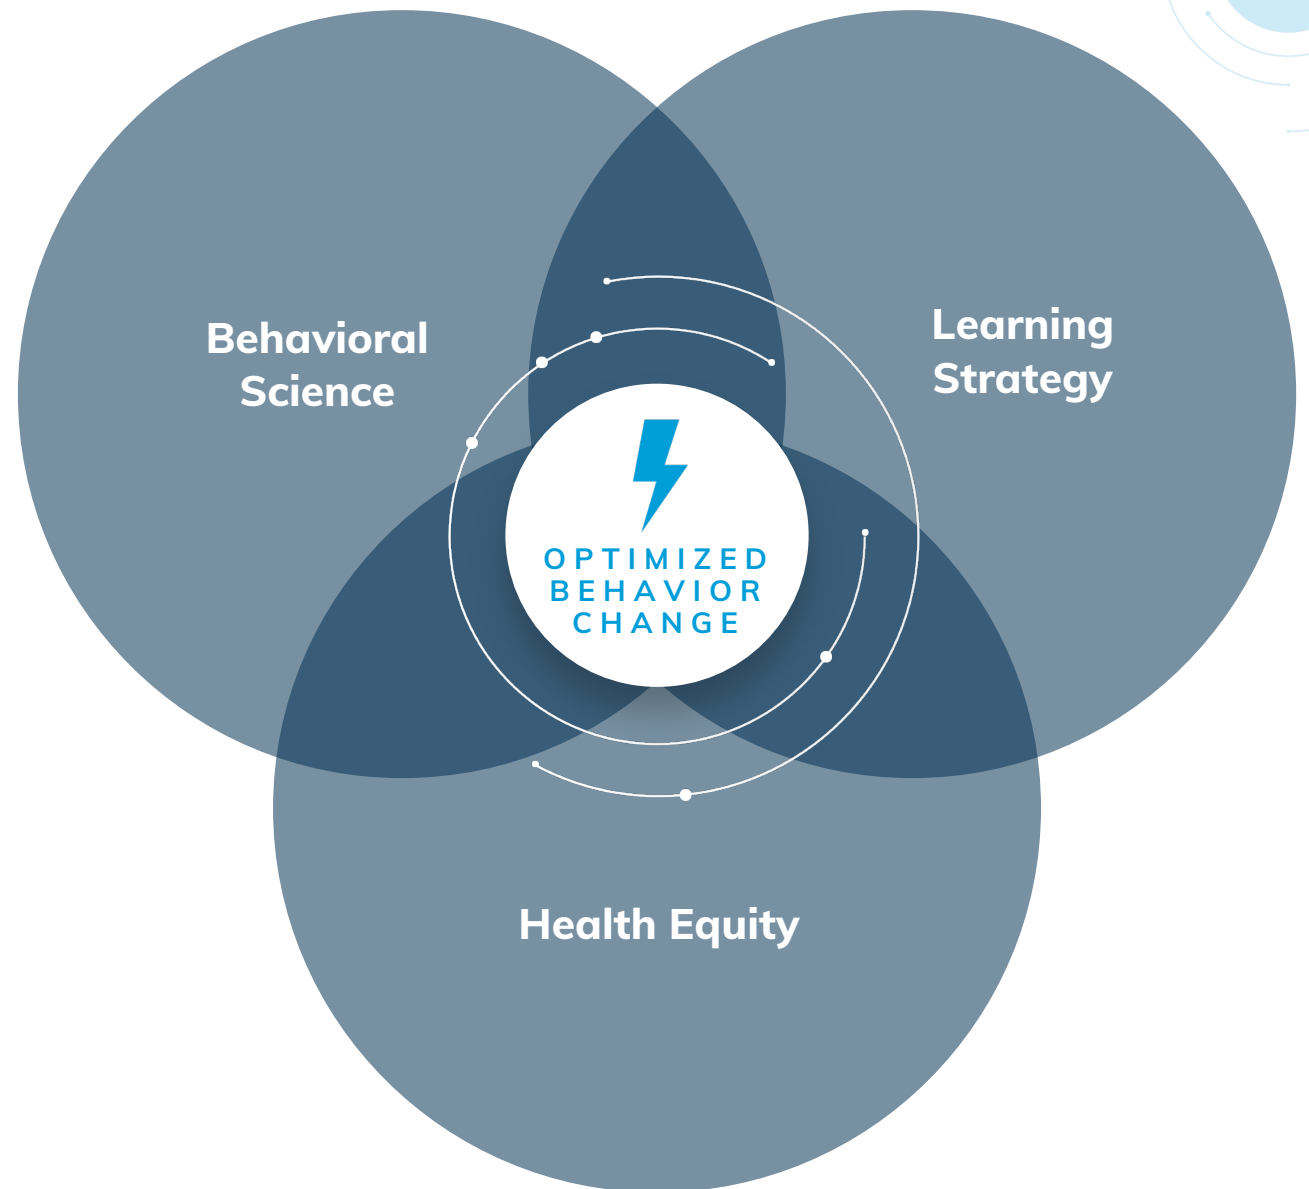 Behavioral
Science
Learning
Strategy
OPTIMIZED
BEHAVIOR
CHANGE
Health Equity